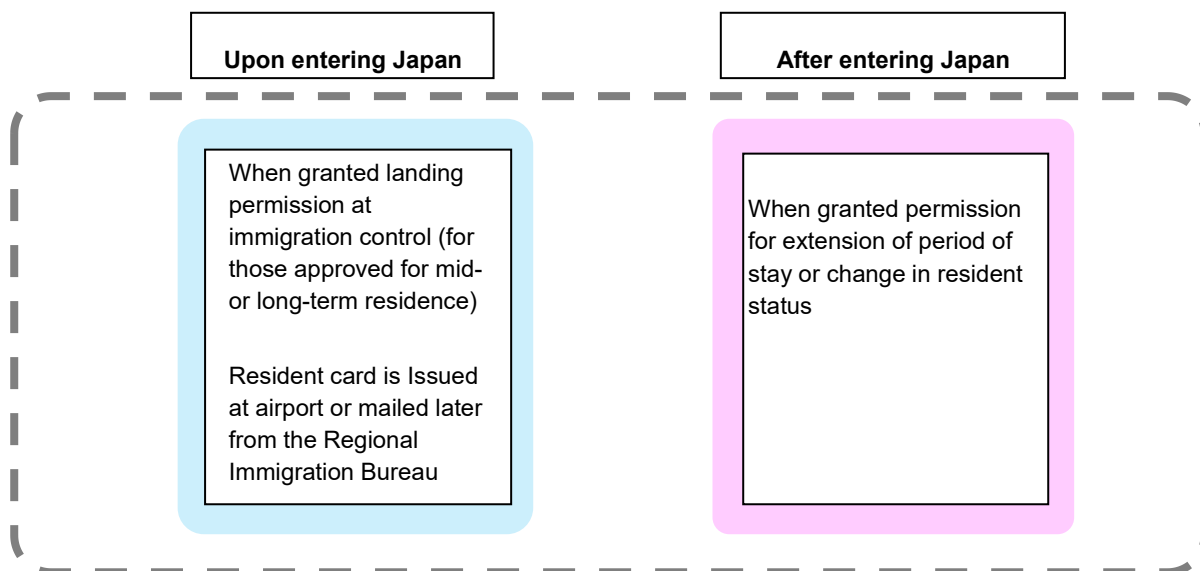 Upon entering Japan
After entering Japan
When granted landing
permission at
immigration control (for
those approved for mid-
or long-term residence)
Resident card is Issued
at airport or mailed later
from the Regional
Immigration Bureau
When granted permission
for extension of period of
stay or change in resident
status